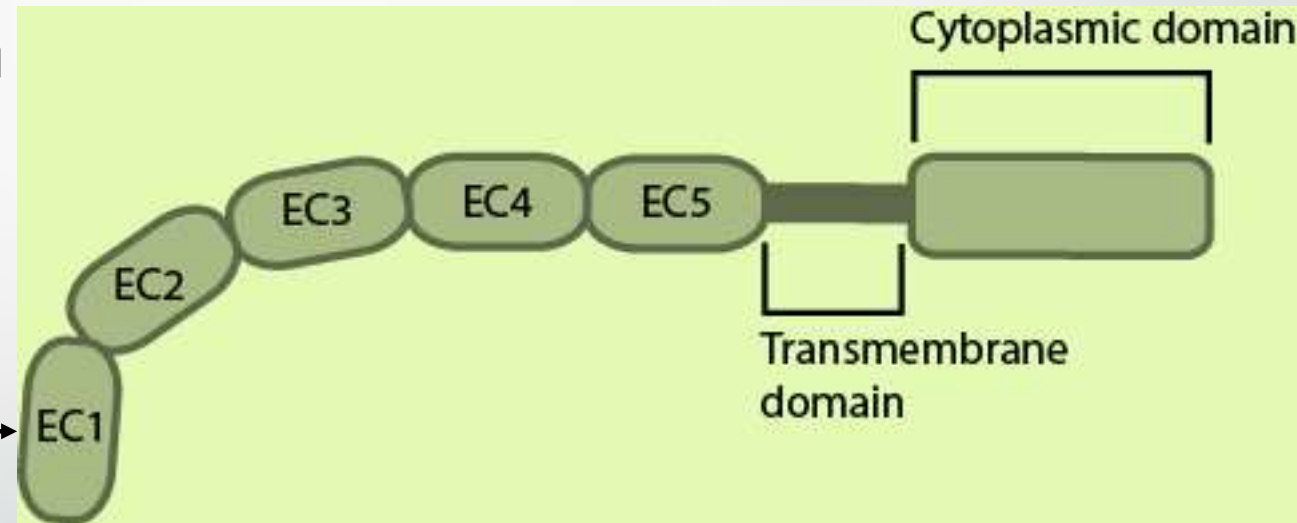 Cytoplasmic domain
EC3
EC4
EC5
EC2
Transmembrane
domain
EC1